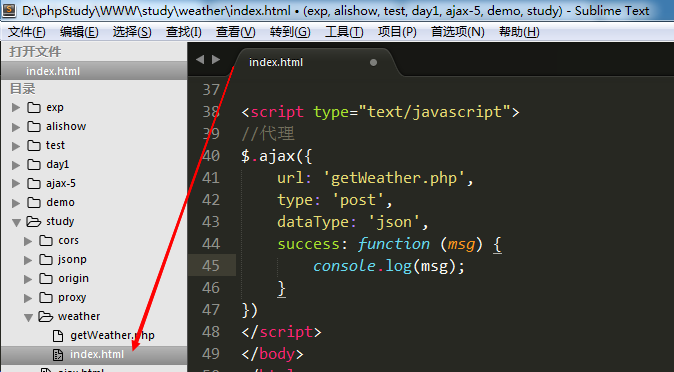 D:\phpStudy\WWW\study\weather\index.html • (exp, alishow, test, day1, ajax-5, demo, study) - Sublime Text
文件(F) 编辑(E) 选择(S) 查找(I) 查看(V) 转到(G) 工具(T) 项目(P) 首选项(N) 帮助(H)
打开文件
index.html
目录
exp
alishow
test
day1
ajax-5
demo
study
cors
jsonp
origin
proxy
weather
getWeather.php
index.html
index.html
37
38 <script type="text/javascript">
39 //代理
40 $.ajax({
41 url: 'getWeather.php',
42 type: 'post',
43 dataType: 'json',
44 success: function (msg) {
45 console.log(msg);
46 }
47 })
48 </script>
49 </body>